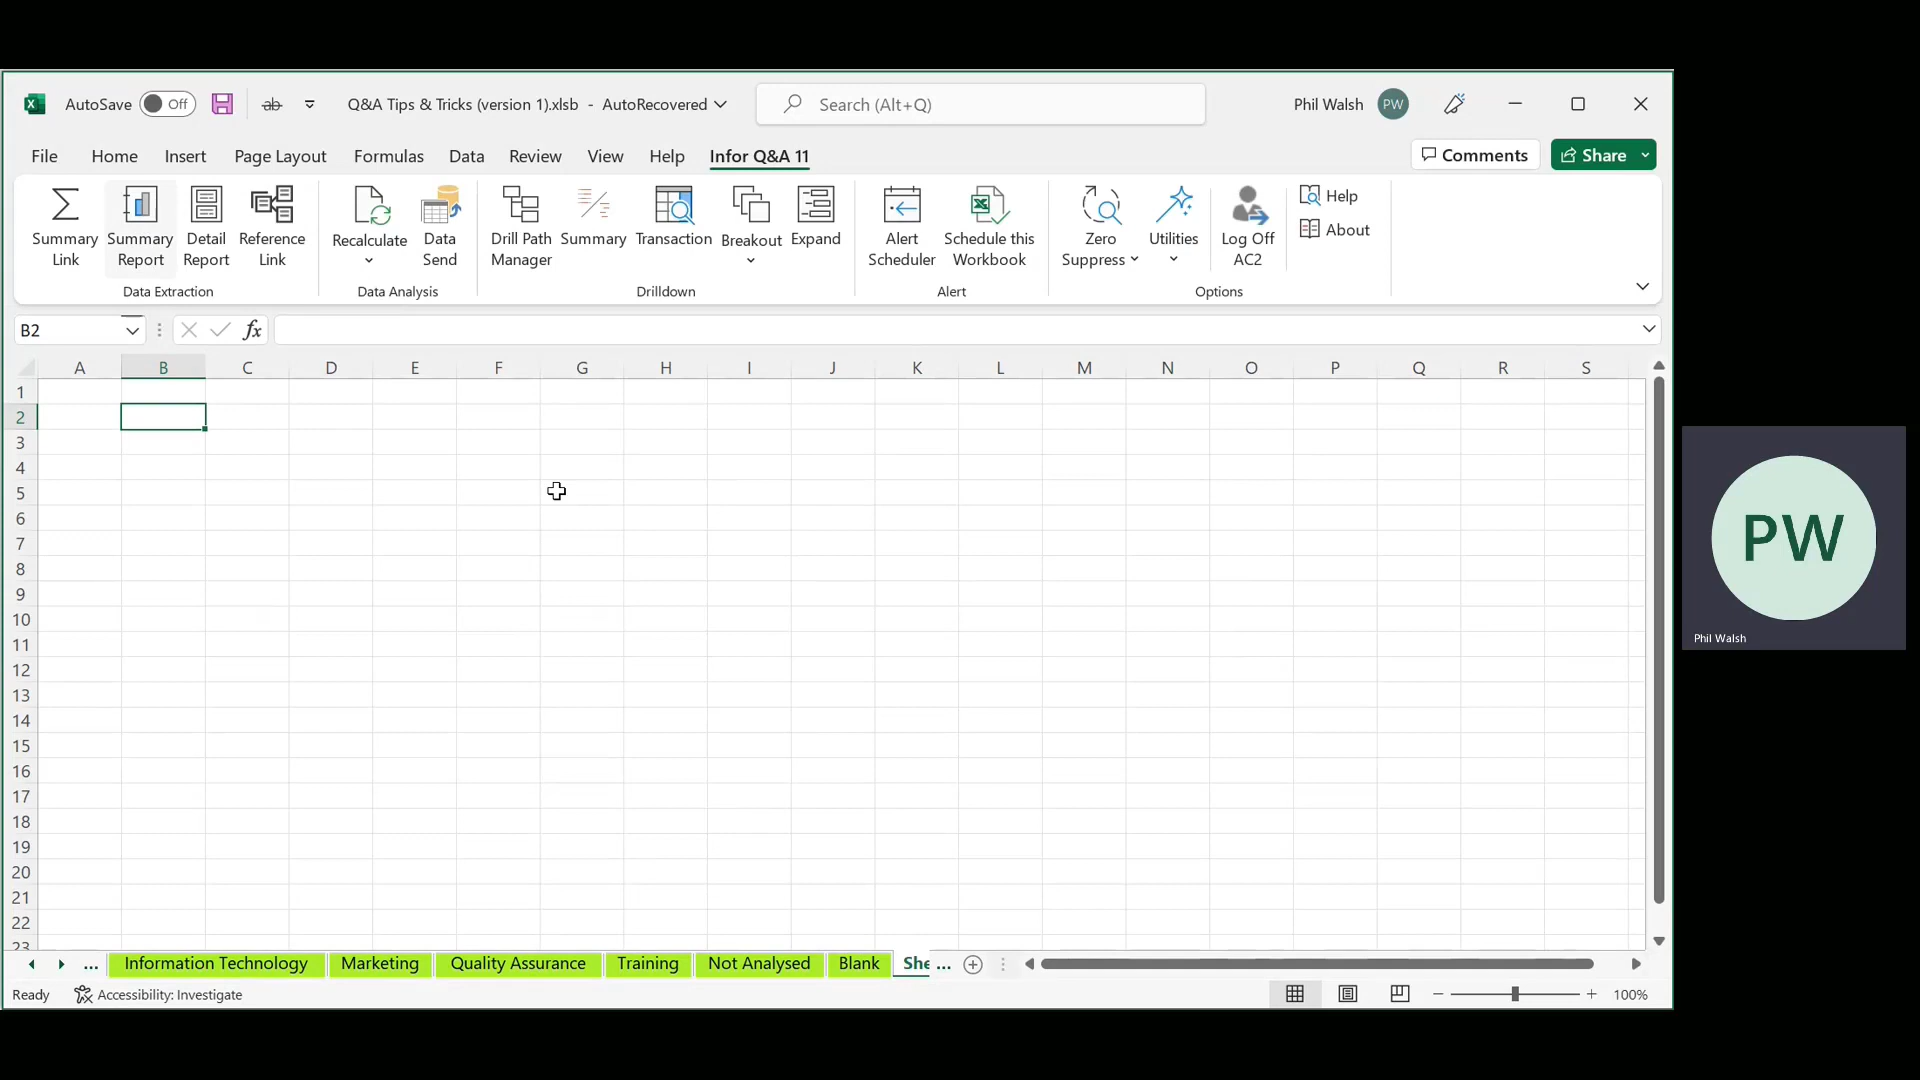 AutoSave Off ab Q&A Tips & Tricks (version 1).xlsb - AutoRecovered Search (Alt+Q) Phil Walsh PW
File Home Insert Page Layout Formulas Data Review View Help Infor Q&A 11 Comments Share
Summary Link
Summary Report
Detail Report
Reference Link
Data Extraction
Recalculate
Data Send
Data Analysis
Drill Path Manager
Summary
Transaction
Breakout
Expand
Drilldown
Alert Scheduler
Schedule this Workbook
Alert
Zero Suppress
Utilities
Log Off AC2
Help
About
Options
B2 fx
A B C D E F G H I J K L M N O P Q R S
1
2
3
4
5
6
7
8
9
10
11
12
13
14
15
16
17
18
19
20
21
22
23
... Information Technology Marketing Quality Assurance Training Not Analysed Blank She ...
Ready Accessibility: Investigate 100%
PW
Phil Walsh